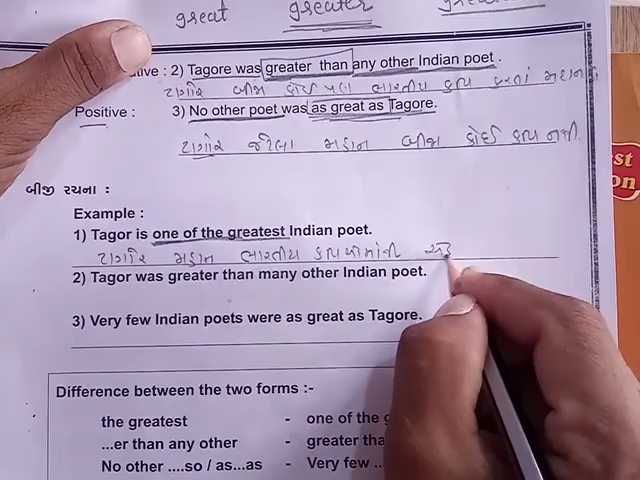 great greater
tive : 2) Tagore was greater than any other Indian poet .
ટાગોર બીજા કોઈ પણ ભારતીય કવિ કરતાં મહાન
Positive : 3) No other poet was as great as Tagore.
ટાગોર જેટલા મહાન બીજા કોઈ કવિ નથી.
બીજી રચના :
Example :
1) Tagor is one of the greatest Indian poet.
ટાગોર મહાન ભારતીય કવિઓમાંની
2) Tagor was greater than many other Indian poet.
3) Very few Indian poets were as great as Tagore.
Difference between the two forms :-
the greatest - one of the g
...er than any other - greater tha
No other ....so / as...as - Very few ..
st
on